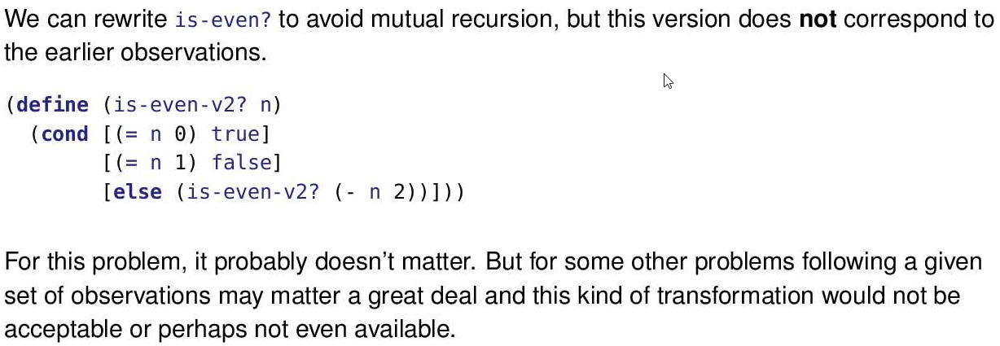 We can rewrite is-even? to avoid mutual recursion, but this version does not correspond to
the earlier observations.
(define (is-even-v2? n)
  (cond [(= n 0) true]
        [(= n 1) false]
        [else (is-even-v2? (- n 2))]))
For this problem, it probably doesn't matter. But for some other problems following a given
set of observations may matter a great deal and this kind of transformation would not be
acceptable or perhaps not even available.